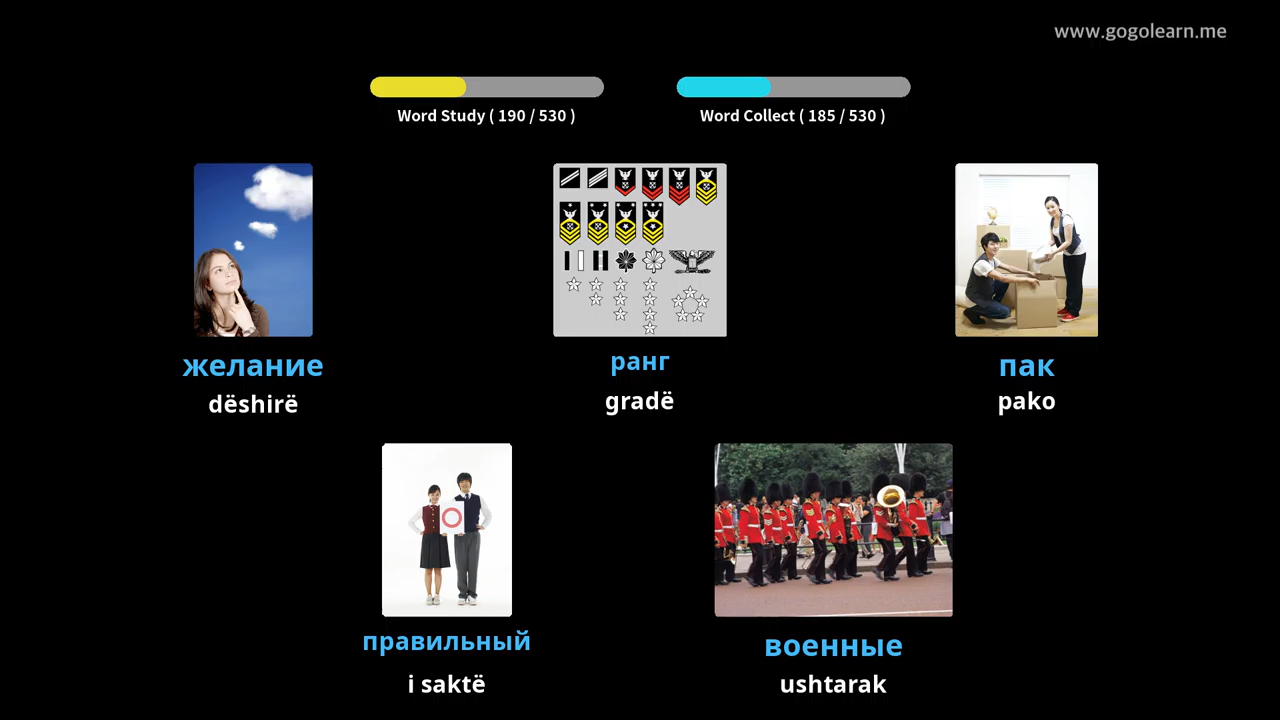 www.gogolearn.me
Word Study ( 190 / 530 )
Word Collect ( 185 / 530 )
желание
dëshirë
ранг
gradë
пак
pako
правильный
i saktë
военные
ushtarak